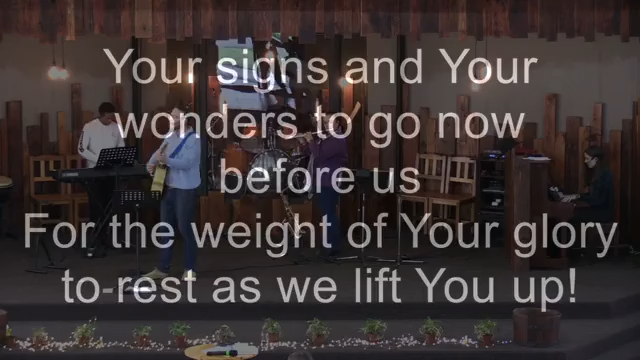 Your signs and Your
wonders to go now
before us
For the weight of Your glory
to rest as we lift You up!